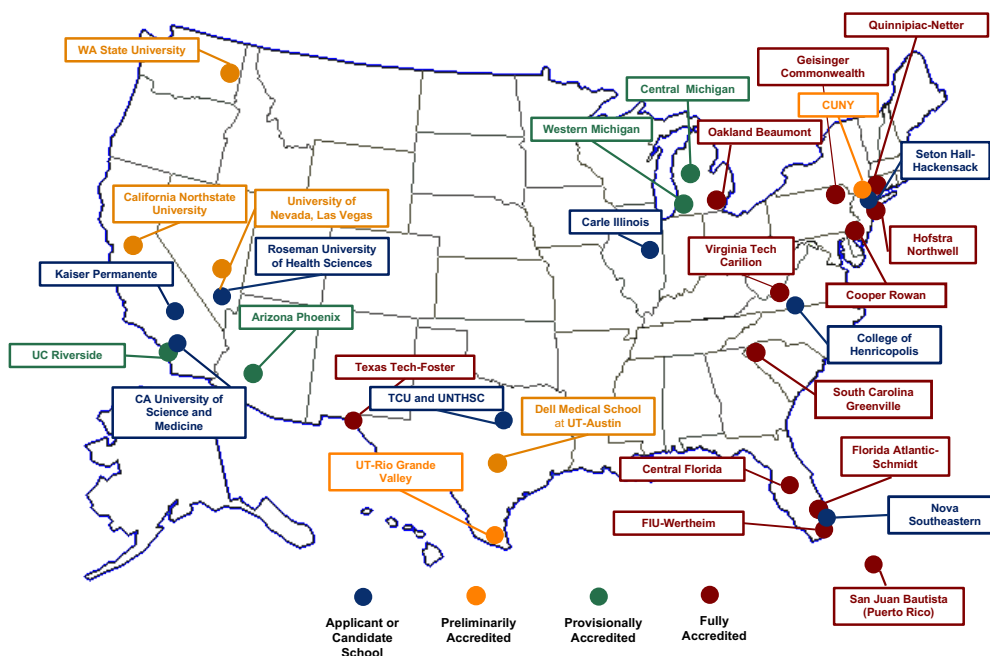 Quinnipiac-Netter
WA State University
Geisinger
Commonwealth
Central  Michigan
CUNY
Western Michigan
Oakland Beaumont
Seton Hall-
Hackensack
California Northstate
University
University of
Nevada, Las Vegas
Carle Illinois
Roseman University
of Health Sciences
Virginia Tech
Carilion
Hofstra
Northwell
Kaiser Permanente
Cooper Rowan
Arizona Phoenix
UC Riverside
College of
Henricopolis
Texas Tech-Foster
TCU and UNTHSC
CA University of
Science and
Medicine
South Carolina
Greenville
Dell Medical School
at UT-Austin
UT-Rio Grande
Valley
Central Florida
Florida Atlantic-
Schmidt
FIU-Wertheim
Nova
Southeastern
San Juan Bautista
(Puerto Rico)
Applicant or
Candidate
School
Preliminarily
Accredited
Provisionally
Accredited
Fully
Accredited